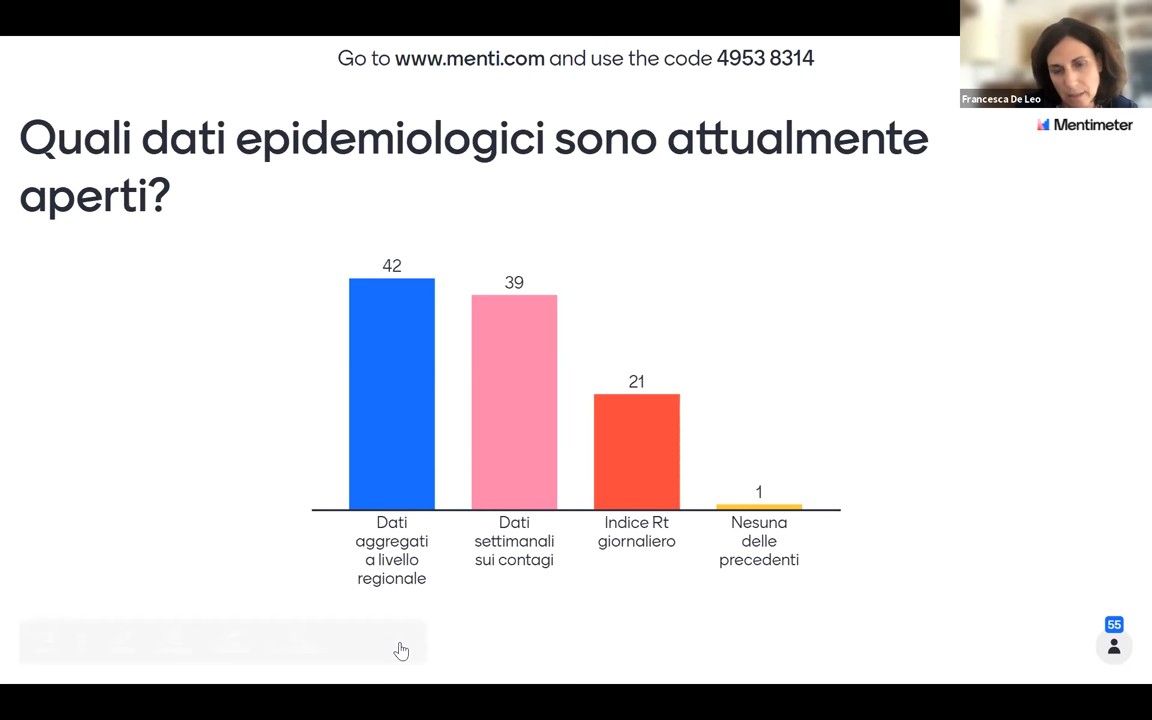 Go to www.menti.com and use the code 4953 8314
Francesca De Leo
Mentimeter
Quali dati epidemiologici sono attualmente
aperti?
42
39
21
1
Dati
aggregati
a livello
regionale
Dati
settimanali
sui contagi
Indice Rt
giornaliero
Nesuna
delle
precedenti
55